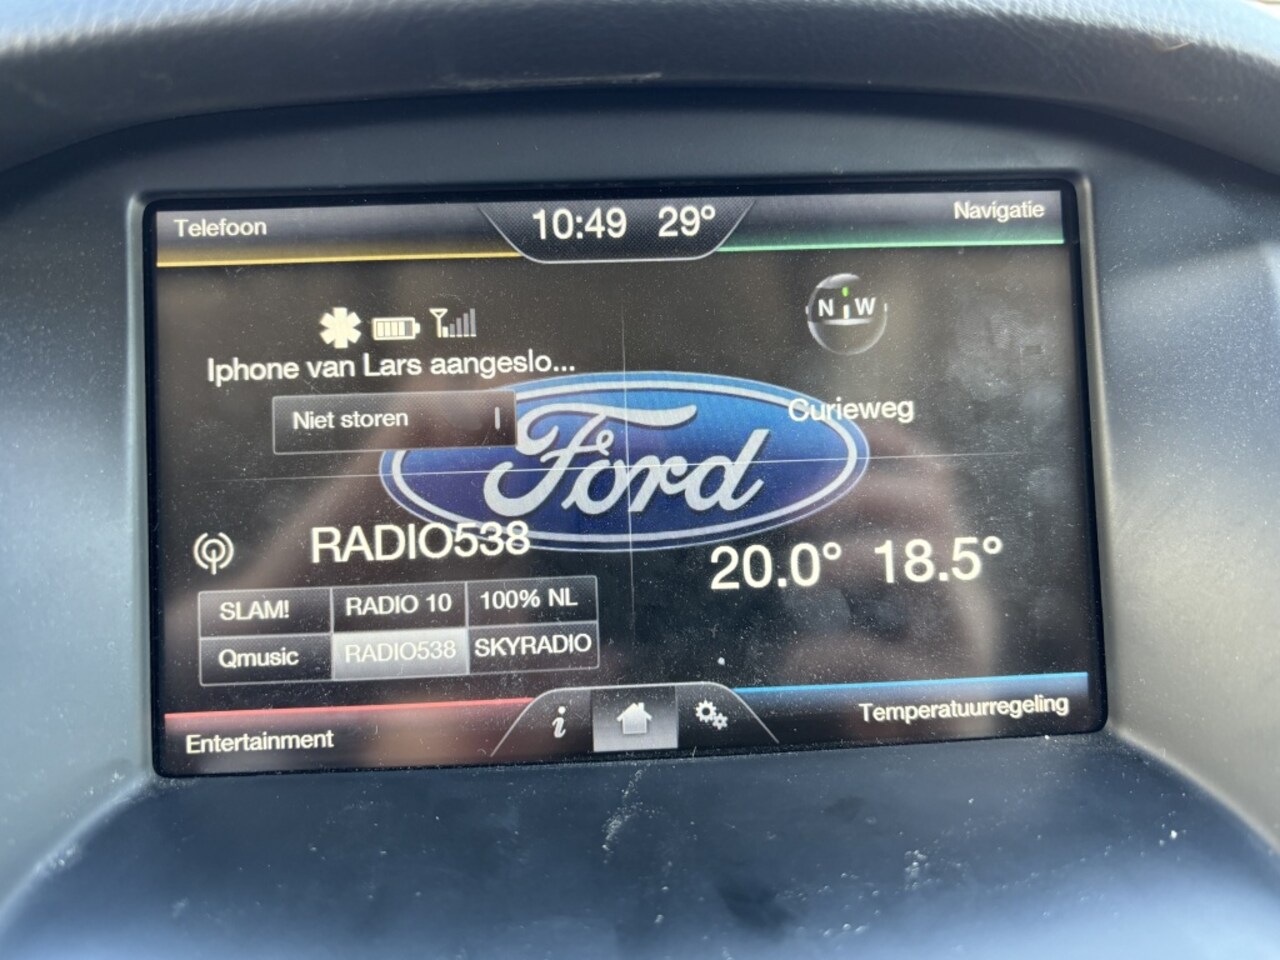 Telefoon
10:49 29°
Navigatie
N W
Iphone van Lars aangeslo...
Niet storen
Curieweg
Ford
RADIO538
20.0° 18.5°
SLAM! RADIO 10 100% NL
Qmusic RADIO538 SKYRADIO
Entertainment
i
Temperatuurregeling